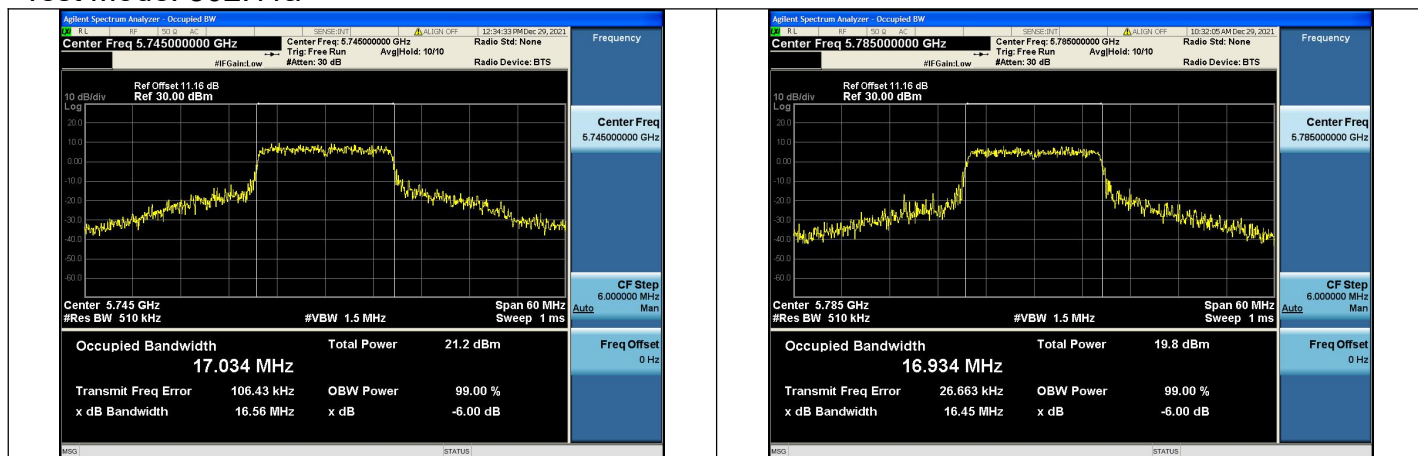 Agilent Spectrum Analyzer - Occupied BW
RL RF 50 Ω AC SENSE:INT ALIGN OFF 12:34:33 PM Dec 29, 2021
Center Freq 5.745000000 GHz Center Freq: 5.745000000 GHz Radio Std: None
Trig: Free Run Avg|Hold: 10/10
#IFGain:Low #Atten: 30 dB Radio Device: BTS
Ref Offset 11.16 dB
10 dB/div Ref 30.00 dBm
Log
20.0
10.0
0.00
-10.0
-20.0
-30.0
-40.0
-50.0
-60.0
Center 5.745 GHz Span 60 MHz
#Res BW 510 kHz #VBW 1.5 MHz Sweep 1 ms
Occupied Bandwidth Total Power 21.2 dBm
17.034 MHz
Transmit Freq Error 106.43 kHz OBW Power 99.00 %
x dB Bandwidth 16.56 MHz x dB -6.00 dB
MSG STATUS
Frequency
Center Freq
5.745000000 GHz
CF Step
6.000000 MHz
Auto Man
Freq Offset
0 Hz
Agilent Spectrum Analyzer - Occupied BW
RL RF 50 Ω AC SENSE:INT ALIGN OFF 10:32:05 AM Dec 29, 2021
Center Freq 5.785000000 GHz Center Freq: 5.785000000 GHz Radio Std: None
Trig: Free Run Avg|Hold: 10/10
#IFGain:Low #Atten: 30 dB Radio Device: BTS
Ref Offset 11.16 dB
10 dB/div Ref 30.00 dBm
Log
20.0
10.0
0.00
-10.0
-20.0
-30.0
-40.0
-50.0
-60.0
Center 5.785 GHz Span 60 MHz
#Res BW 510 kHz #VBW 1.5 MHz Sweep 1 ms
Occupied Bandwidth Total Power 19.8 dBm
16.934 MHz
Transmit Freq Error 26.663 kHz OBW Power 99.00 %
x dB Bandwidth 16.45 MHz x dB -6.00 dB
MSG STATUS
Frequency
Center Freq
5.785000000 GHz
CF Step
6.000000 MHz
Auto Man
Freq Offset
0 Hz